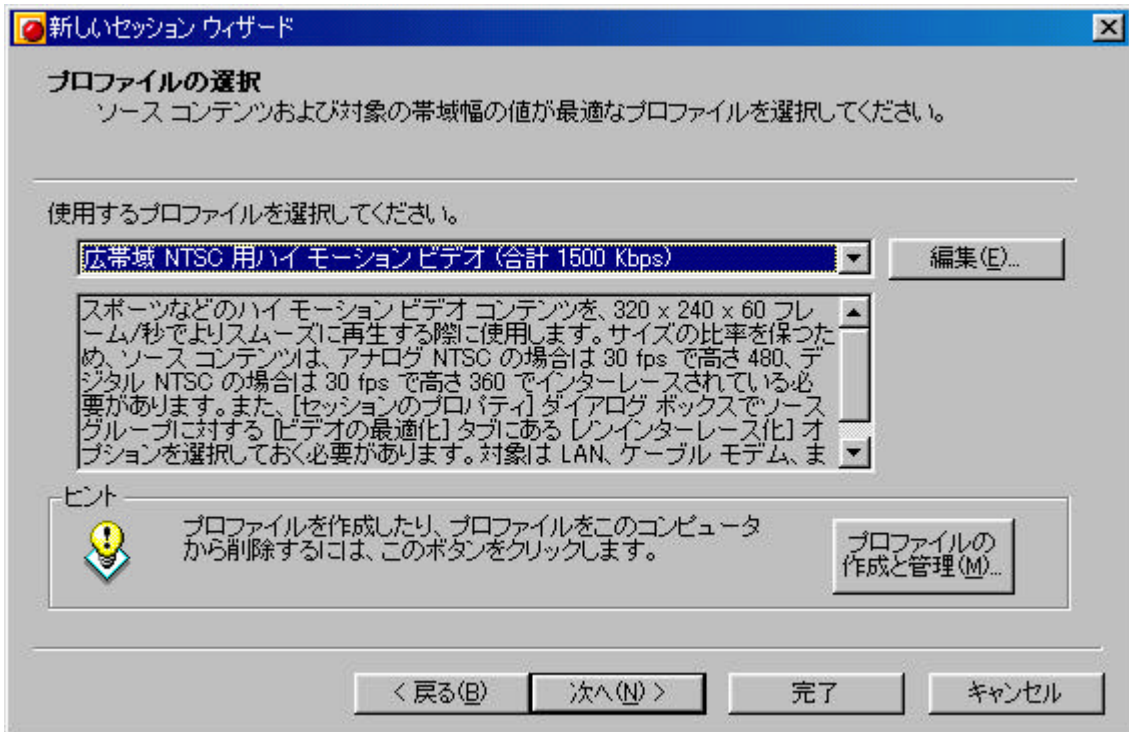 新しいセッション ウィザード
プロファイルの選択
ソース コンテンツおよび対象の帯域幅の値が最適なプロファイルを選択してください。
使用するプロファイルを選択してください。
広帯域 NTSC 用ハイ モーション ビデオ (合計 1500 Kbps)
編集(E)...
スポーツなどのハイ モーション ビデオ コンテンツを、320 x 240 x 60 フレ
ーム/秒でよりスムーズに再生する際に使用します。サイズの比率を保つた
め、ソース コンテンツは、アナログ NTSC の場合は 30 fps で高さ 480、デ
ジタル NTSC の場合は 30 fps で高さ 360 でインターレースされている必
要があります。また、[セッションのプロパティ] ダイアログ ボックスでソース
グループに対する [ビデオの最適化] タブにある [ノンインターレース化] オ
プションを選択しておく必要があります。対象は LAN、ケーブル モデム、ま
ヒント
プロファイルを作成したり、プロファイルをこのコンピュータ
から削除するには、このボタンをクリックします。
プロファイルの
作成と管理(M)...
< 戻る(B)
次へ(N) >
完了
キャンセル